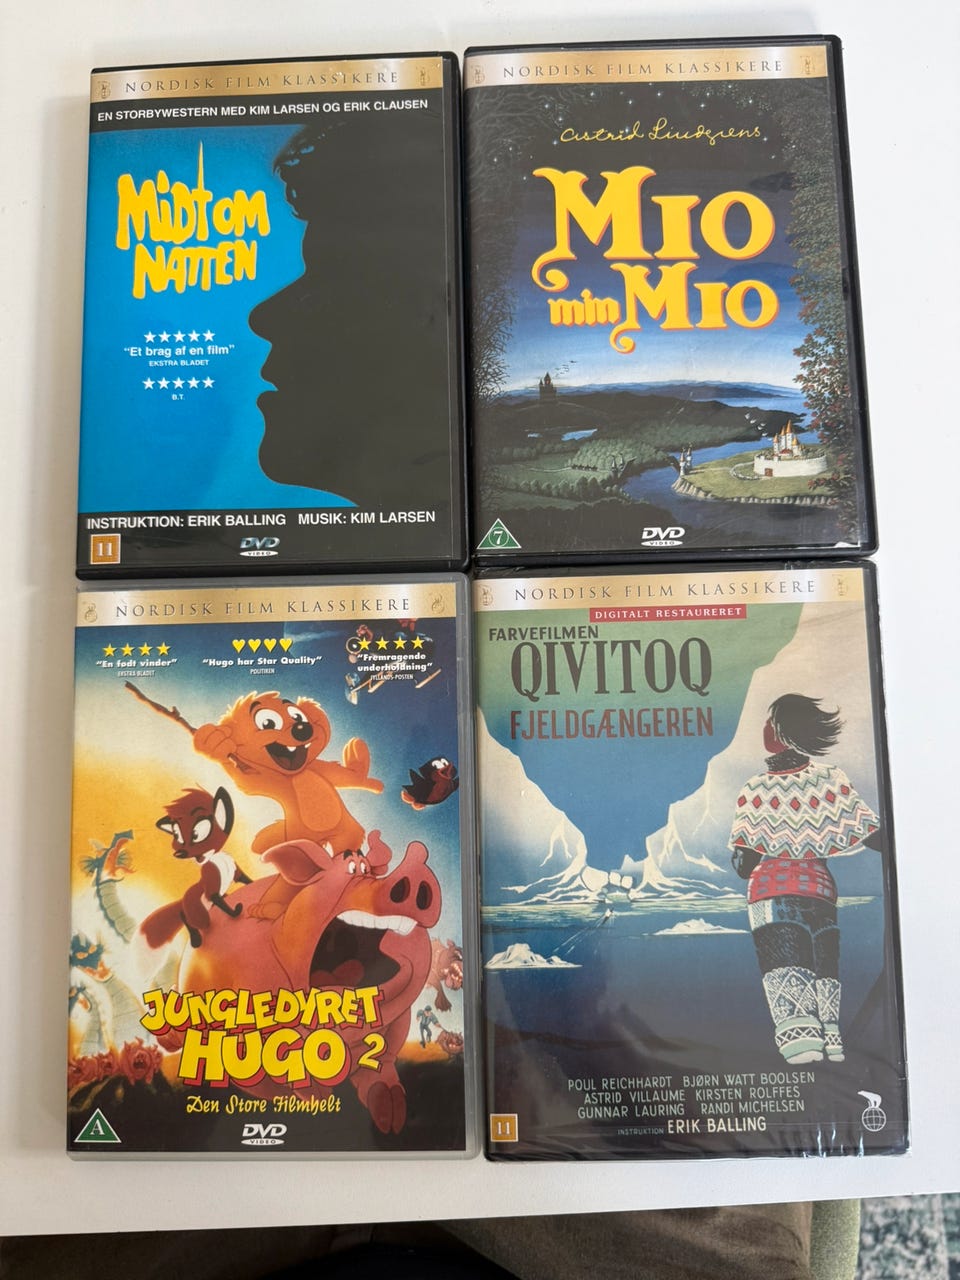 NORDISK FILM KLASSIKERE
EN STORBYWESTERN MED KIM LARSEN OG ERIK CLAUSEN
MIDT OM
NATTEN
"Et brag af en film"
EKSTRA BLADET
B.T.
INSTRUKTION: ERIK BALLING MUSIK: KIM LARSEN
11
DVD
VIDEO
NORDISK FILM KLASSIKERE
Astrid Lindgrens
MIO
min MIO
7
DVD
VIDEO
NORDISK FILM KLASSIKERE
"En født vinder"
EKSTRA BLADET
"Hugo har Star Quality"
POLITIKEN
"Fremragende
underholdning"
JYLLANDS-POSTEN
JUNGLEDYRET
HUGO 2
Den Store Filmhelt
A
DVD
VIDEO
NORDISK FILM KLASSIKERE
DIGITALT RESTAURERET
FARVEFILMEN
QIVITOQ
FJELDGÆNGEREN
POUL REICHHARDT BJØRN WATT BOOLSEN
ASTRID VILLAUME KIRSTEN ROLFFES
GUNNAR LAURING RANDI MICHELSEN
INSTRUKTION ERIK BALLING
11